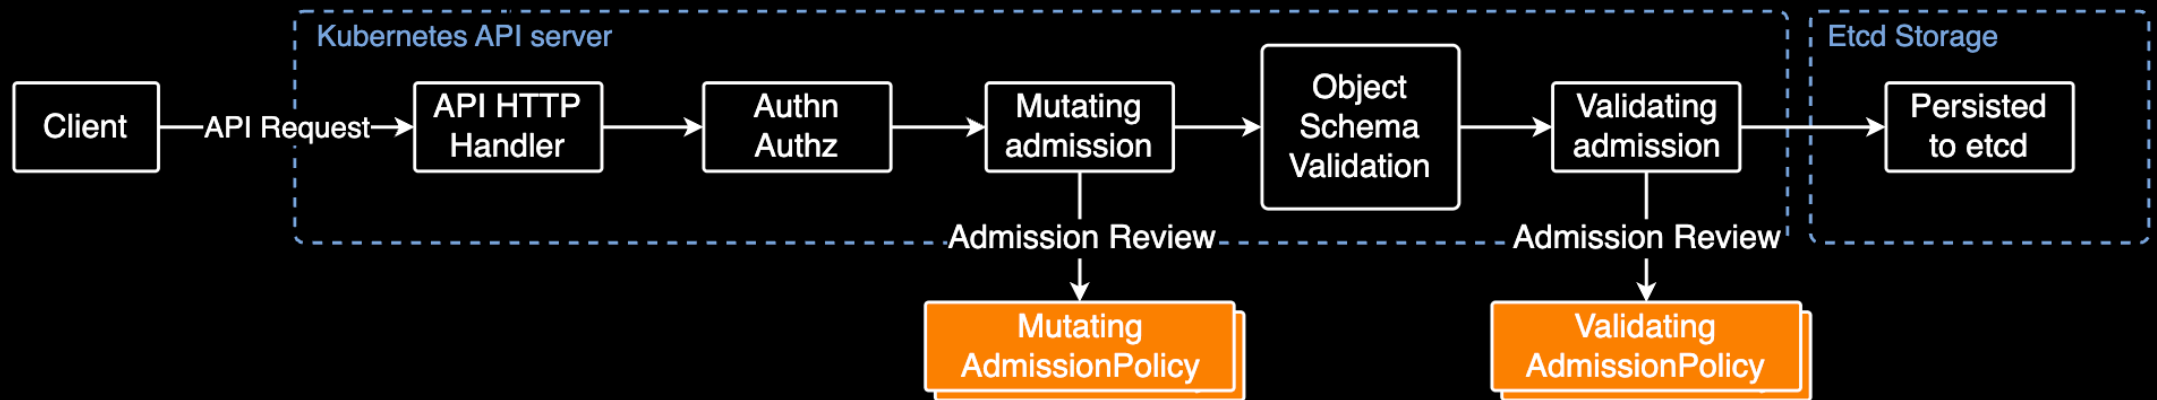 Kubernetes API server
Etcd Storage
Client
API Request
API HTTP
Handler
Authn
Authz
Mutating
admission
Object
Schema
Validation
Validating
admission
Persisted
to etcd
Admission Review
Admission Review
Mutating
AdmissionPolicy
Validating
AdmissionPolicy